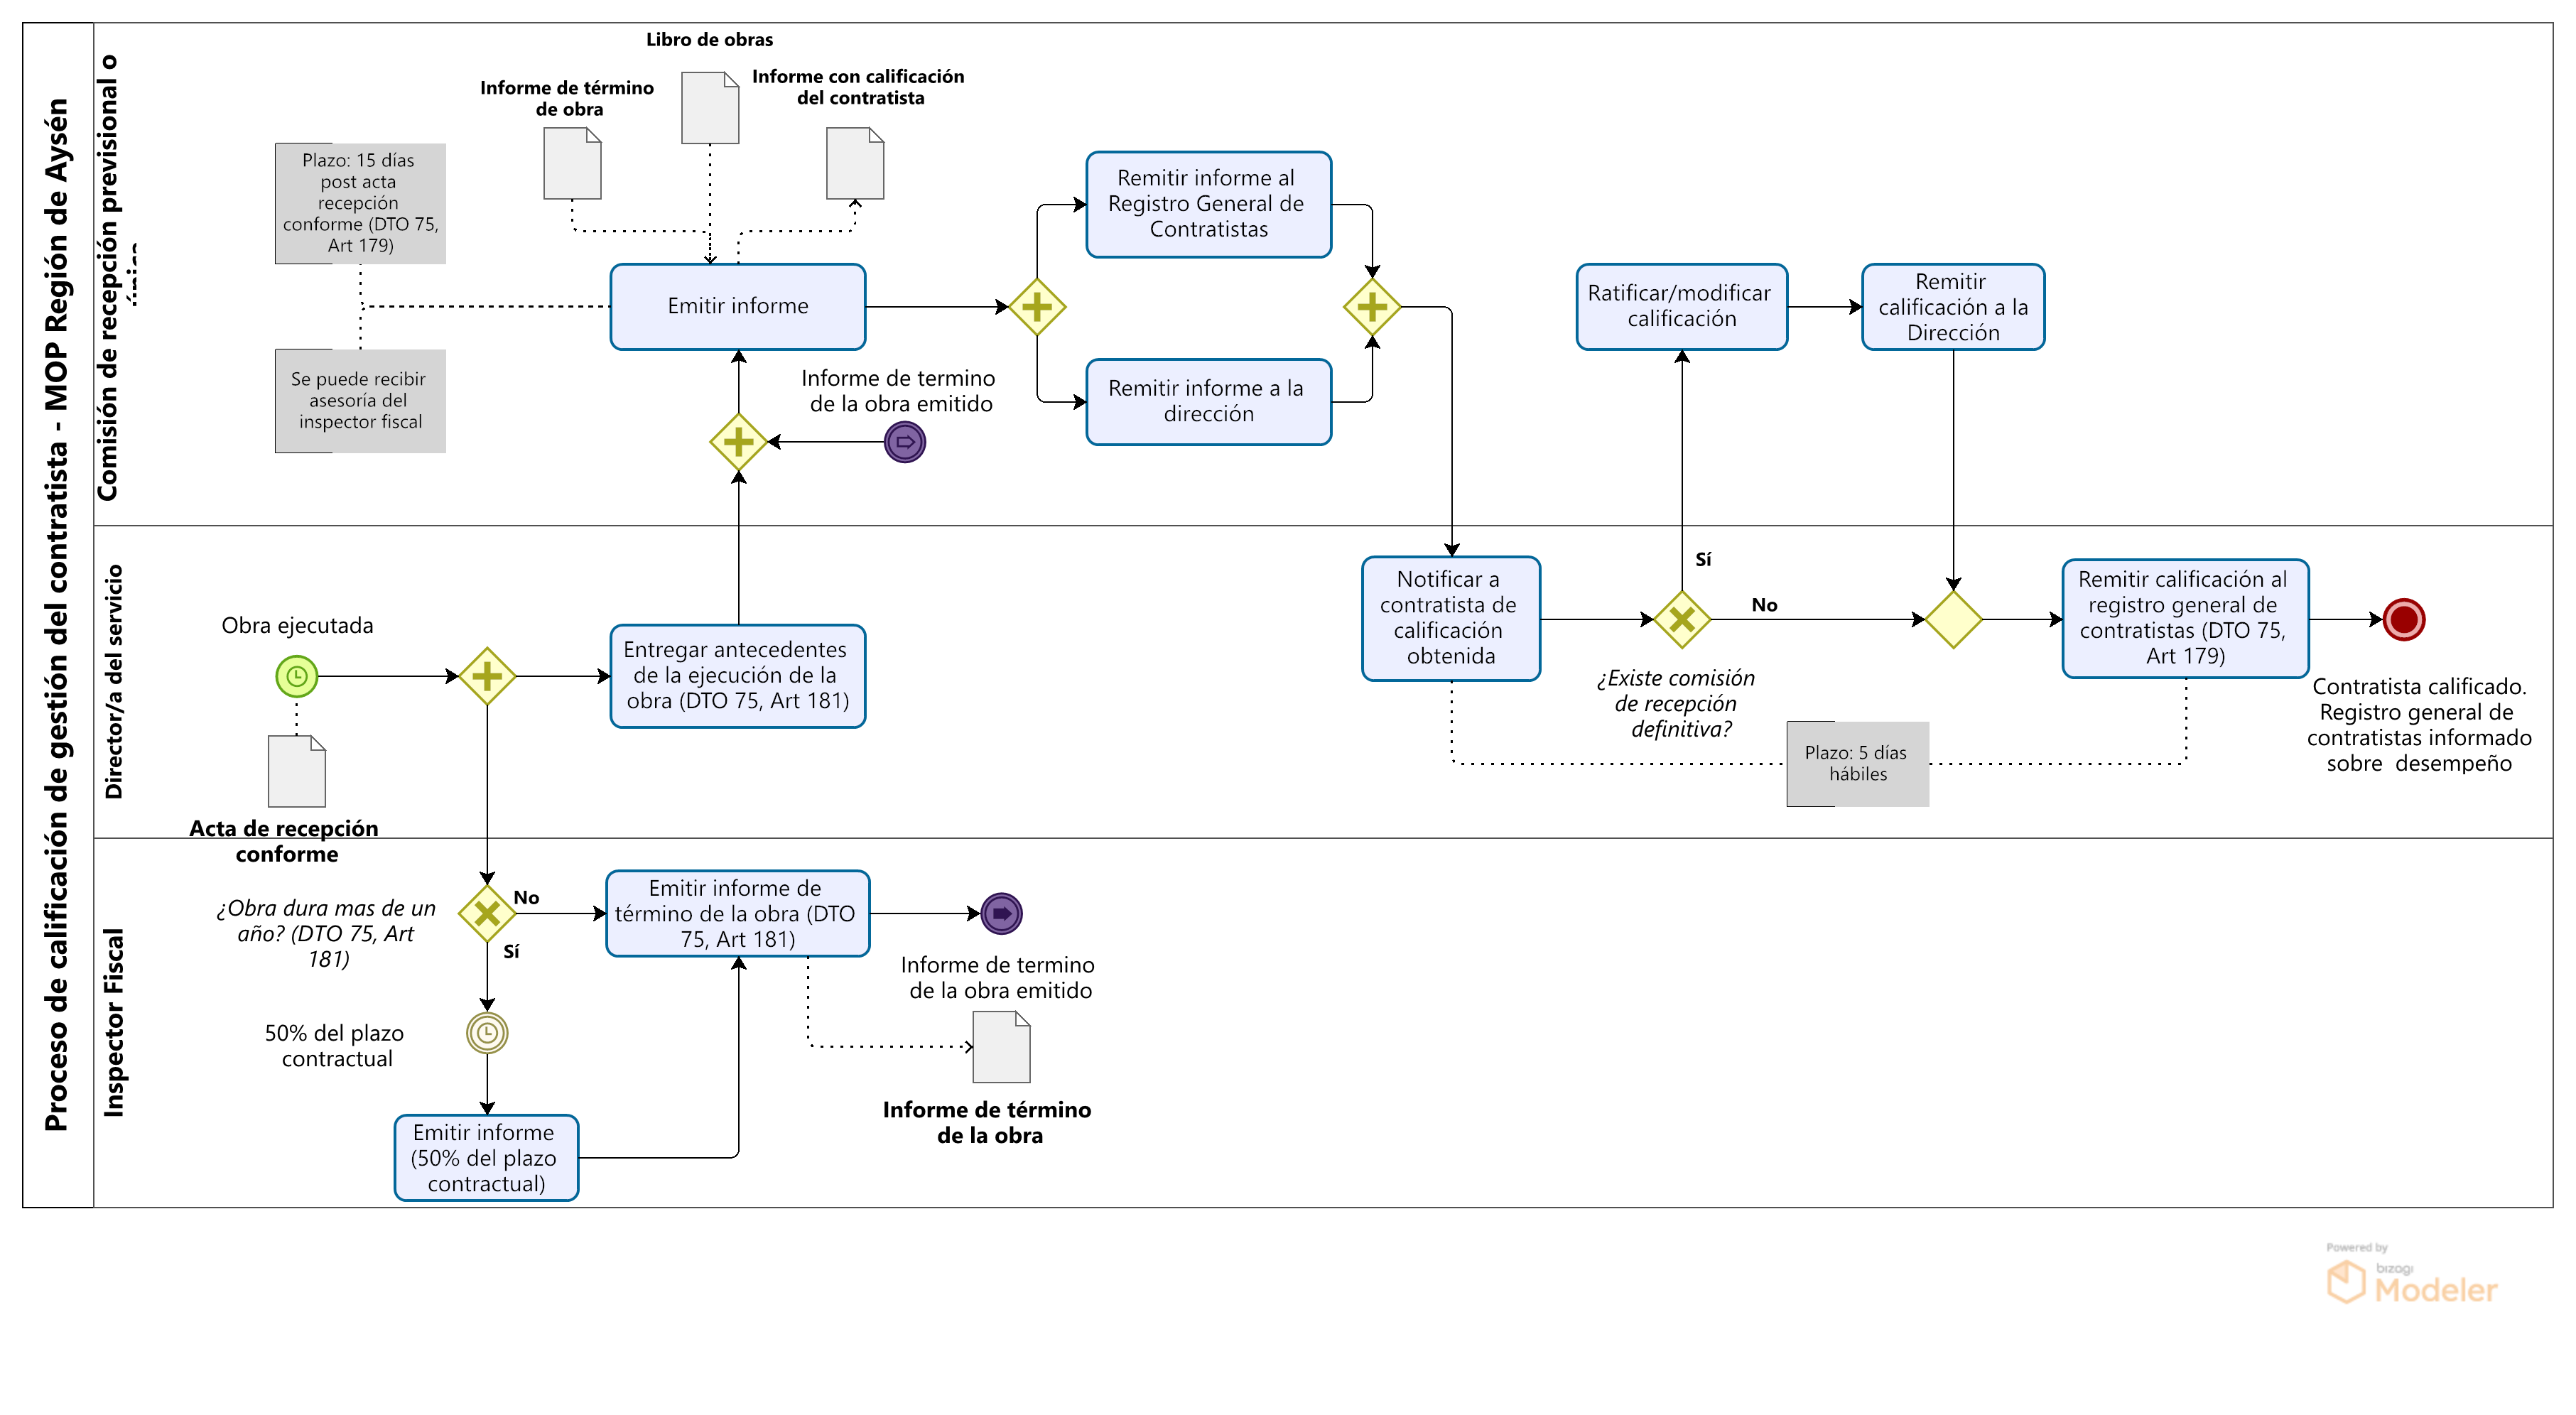 Proceso de calificación de gestión del contratista - MOP Región de Aysén
Comisión de recepción previsional o
Libro de obras
Informe de término
de obra
Informe con calificación
del contratista
Plazo: 15 días
post acta
recepción
conforme (DTO 75,
Art 179)
Se puede recibir
asesoría del
inspector fiscal
Emitir informe
Informe de termino
de la obra emitido
Remitir informe al
Registro General de
Contratistas
Remitir informe a la
dirección
Ratificar/modificar
calificación
Remitir
calificación a la
Dirección
Director/a del servicio
Obra ejecutada
Acta de recepción
conforme
Entregar antecedentes
de la ejecución de la
obra (DTO 75, Art 181)
Notificar a
contratista de
calificación
obtenida
Sí
No
¿Existe comisión
de recepción
definitiva?
Plazo: 5 días
hábiles
Remitir calificación al
registro general de
contratistas (DTO 75,
Art 179)
Contratista calificado.
Registro general de
contratistas informado
sobre desempeño
Inspector Fiscal
¿Obra dura mas de un
año? (DTO 75, Art
181)
No
Sí
Emitir informe de
término de la obra (DTO
75, Art 181)
Informe de termino
de la obra emitido
50% del plazo
contractual
Informe de término
de la obra
Emitir informe
(50% del plazo
contractual)
Powered by
bizagi
Modeler